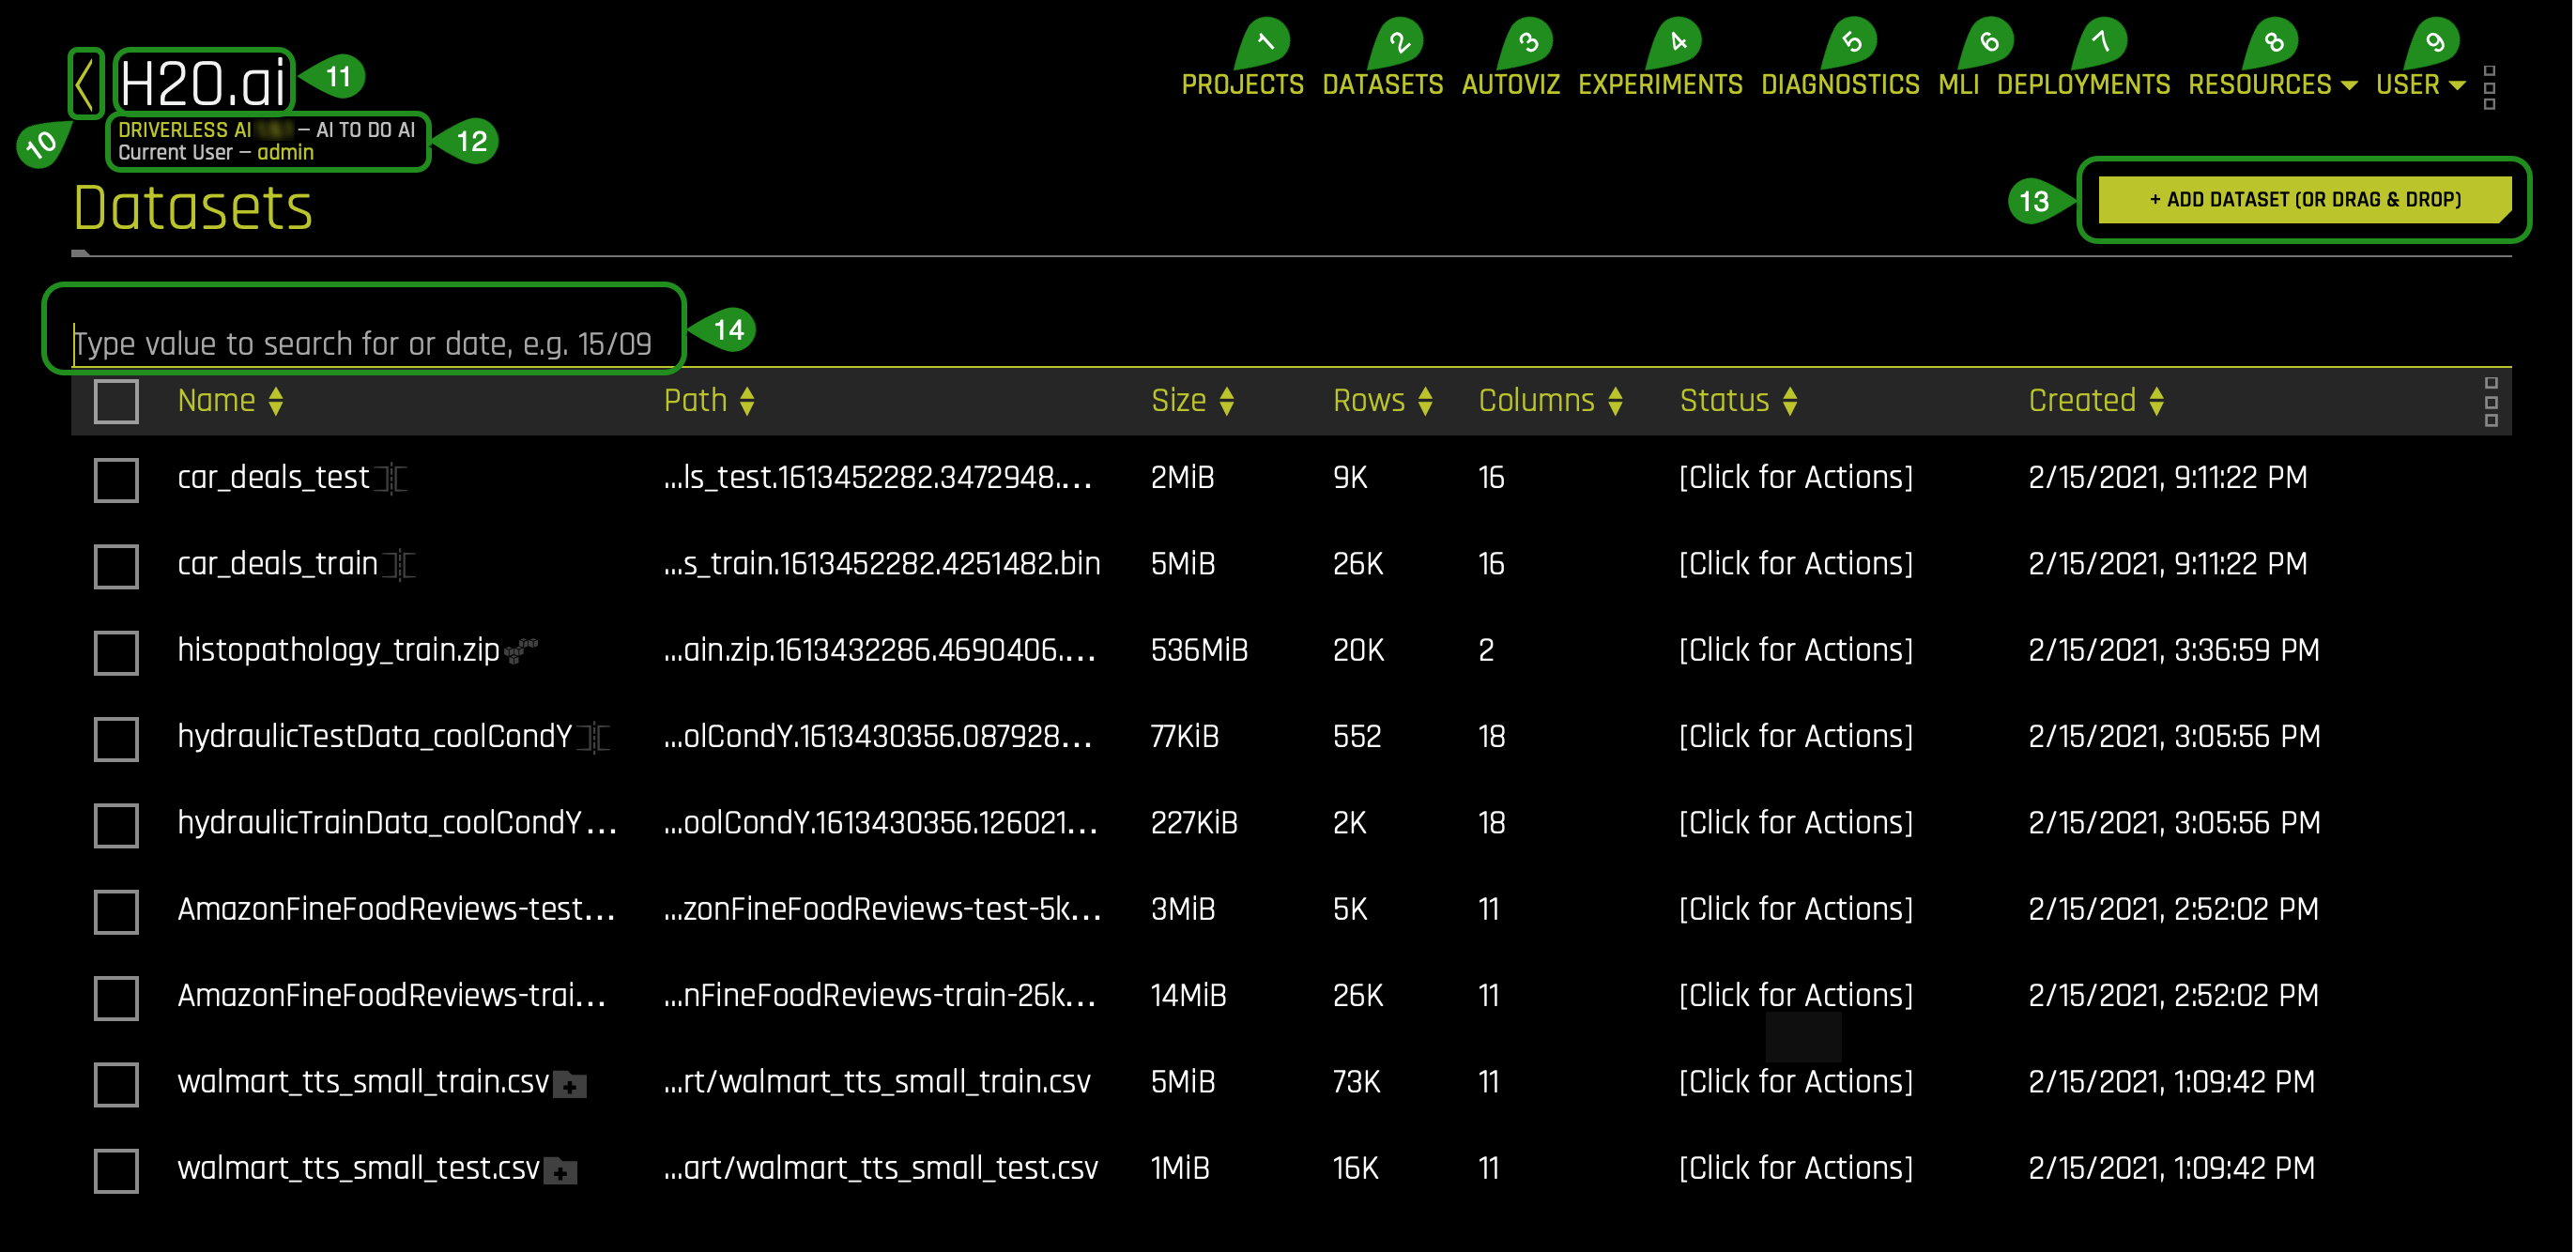 1 2 3 4 5 6 7 8 9
H2O.ai 11 PROJECTS DATASETS AUTOVIZ EXPERIMENTS DIAGNOSTICS MLI DEPLOYMENTS RESOURCES USER
10 DRIVERLESS AI — AI TO DO AI 12
Current User — admin
Datasets 13 + ADD DATASET (OR DRAG & DROP)
Type value to search for or date, e.g. 15/09 14
Name Path Size Rows Columns Status Created
car_deals_test ...ls_test.1613452282.3472948.... 2MiB 9K 16 [Click for Actions] 2/15/2021, 9:11:22 PM
car_deals_train ...s_train.1613452282.4251482.bin 5MiB 26K 16 [Click for Actions] 2/15/2021, 9:11:22 PM
histopathology_train.zip ...ain.zip.1613432286.4690406.... 536MiB 20K 2 [Click for Actions] 2/15/2021, 3:36:59 PM
hydraulicTestData_coolCondY ...olCondY.1613430356.087928... 77KiB 552 18 [Click for Actions] 2/15/2021, 3:05:56 PM
hydraulicTrainData_coolCondY... ...oolCondY.1613430356.126021... 227KiB 2K 18 [Click for Actions] 2/15/2021, 3:05:56 PM
AmazonFineFoodReviews-test... ...zonFineFoodReviews-test-5k... 3MiB 5K 11 [Click for Actions] 2/15/2021, 2:52:02 PM
AmazonFineFoodReviews-trai... ...nFineFoodReviews-train-26k... 14MiB 26K 11 [Click for Actions] 2/15/2021, 2:52:02 PM
walmart_tts_small_train.csv ...rt/walmart_tts_small_train.csv 5MiB 73K 11 [Click for Actions] 2/15/2021, 1:09:42 PM
walmart_tts_small_test.csv ...art/walmart_tts_small_test.csv 1MiB 16K 11 [Click for Actions] 2/15/2021, 1:09:42 PM